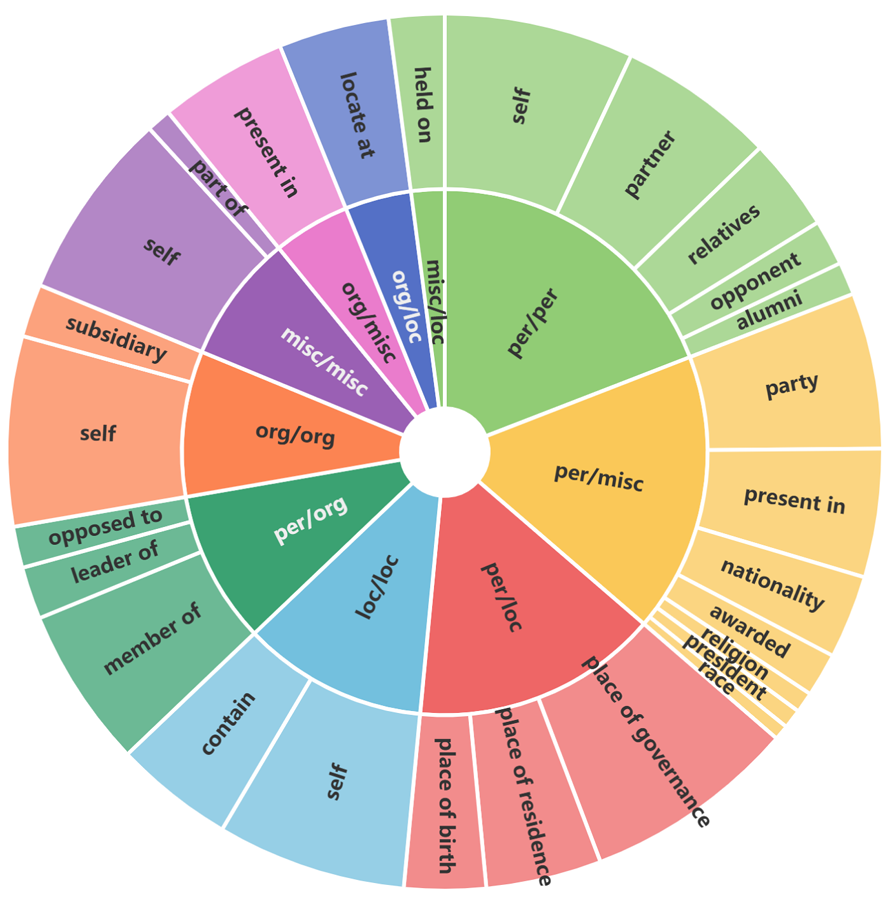 self
partner
relatives
opponent
alumni
party
present in
nationality
awarded
religion
president
race
place of governance
place of residence
place of birth
self
contain
member of
leader of
opposed to
self
subsidiary
self
part of
present in
locate at
held on
per/per
per/misc
per/loc
loc/loc
per/org
org/org
misc/misc
org/misc
org/loc
misc/loc